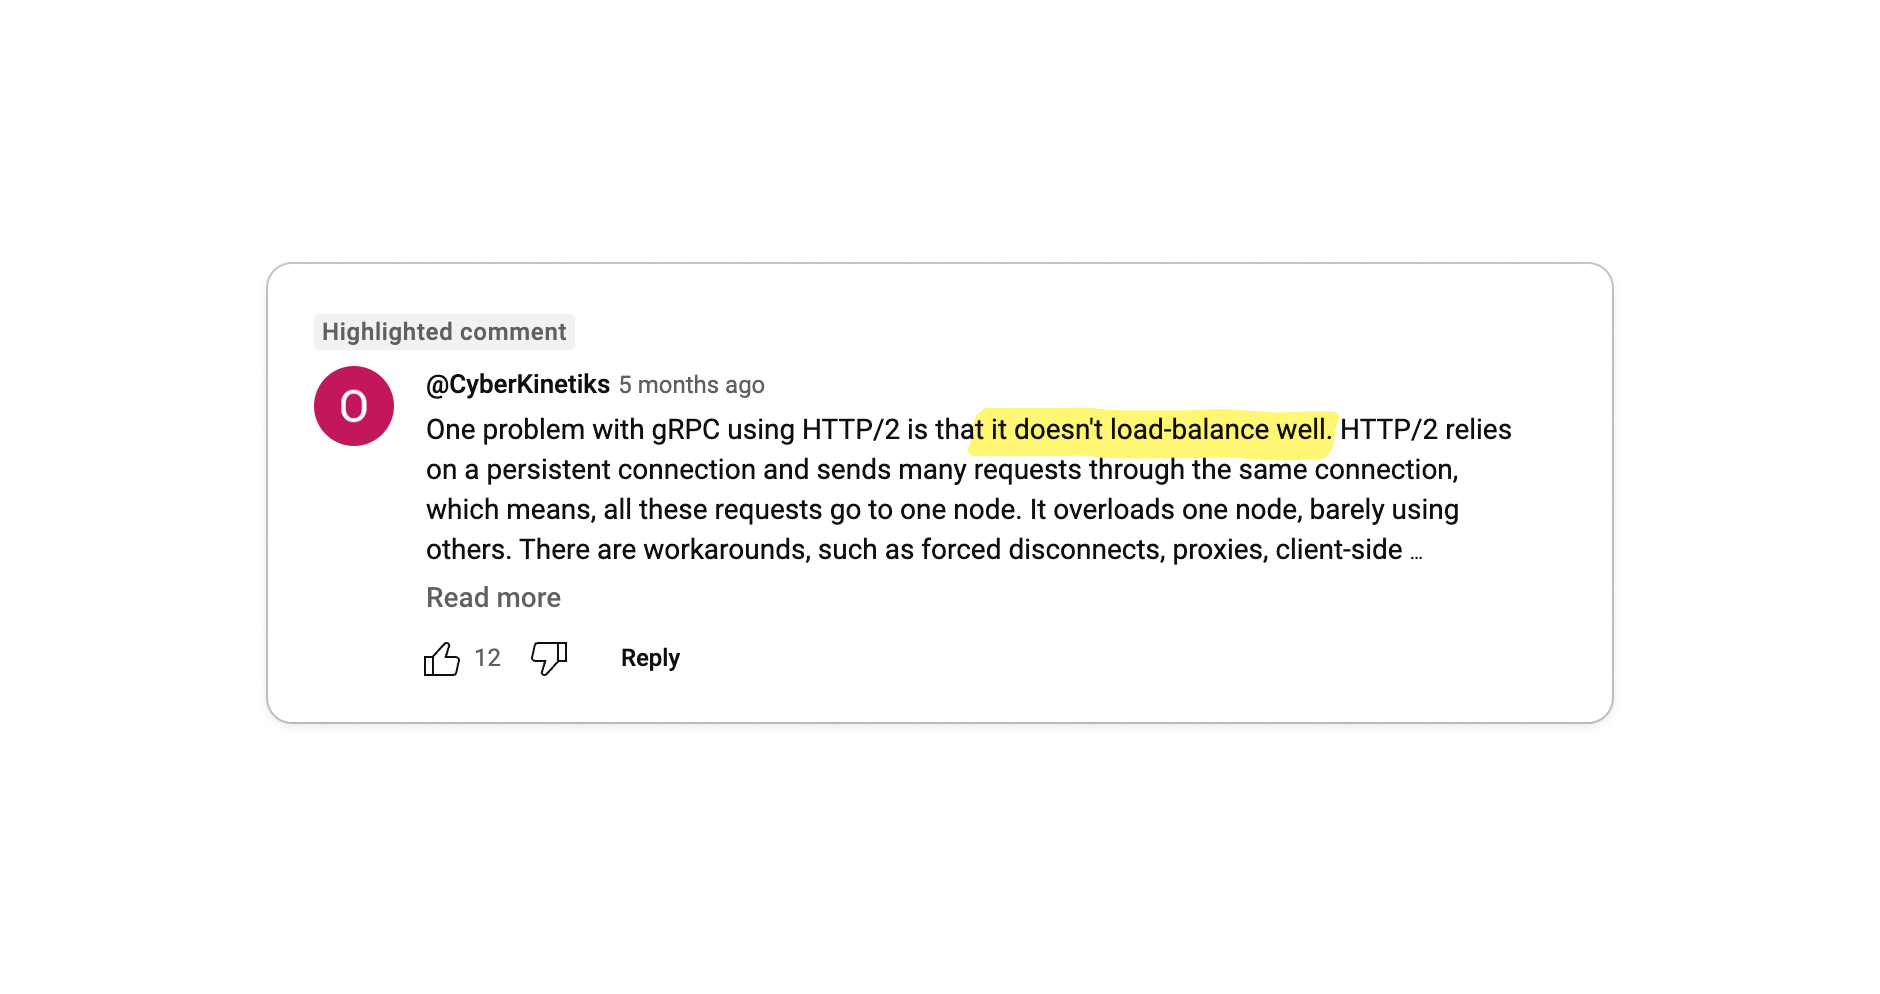 Highlighted comment
O
@CyberKinetiks 5 months ago
One problem with gRPC using HTTP/2 is that it doesn't load-balance well. HTTP/2 relies
on a persistent connection and sends many requests through the same connection,
which means, all these requests go to one node. It overloads one node, barely using
others. There are workarounds, such as forced disconnects, proxies, client-side ...
Read more
12 Reply